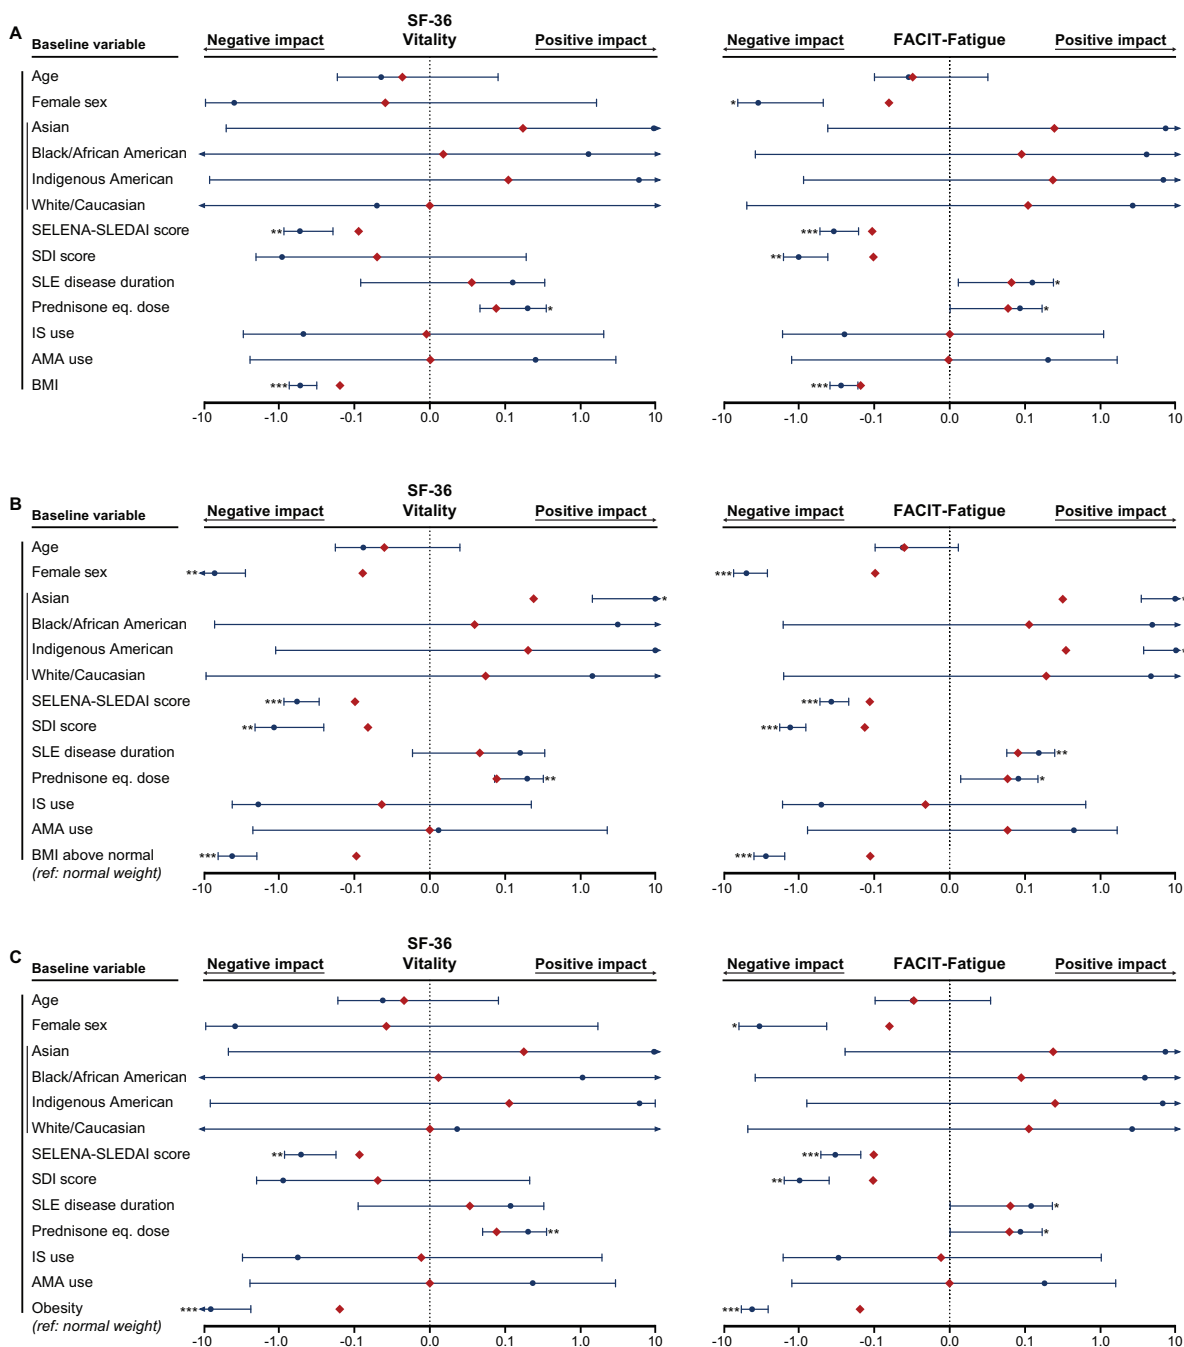 A
Baseline variable
Negative impact
SF-36
Vitality
Positive impact
Negative impact
FACIT-Fatigue
Positive impact
Age
Female sex
*
Asian
Black/African American
Indigenous American
White/Caucasian
SELENA-SLEDAI score
**
***
SDI score
**
SLE disease duration
*
Prednisone eq. dose
*
*
IS use
AMA use
BMI
***
***
-10 -1.0 -0.1 0.0 0.1 1.0 10
-10 -1.0 -0.1 0.0 0.1 1.0 10
B
Baseline variable
Negative impact
SF-36
Vitality
Positive impact
Negative impact
FACIT-Fatigue
Positive impact
Age
Female sex
**
***
Asian
*
Black/African American
Indigenous American
White/Caucasian
SELENA-SLEDAI score
***
***
SDI score
**
***
SLE disease duration
**
Prednisone eq. dose
**
*
IS use
AMA use
BMI above normal
***
***
(ref: normal weight)
-10 -1.0 -0.1 0.0 0.1 1.0 10
-10 -1.0 -0.1 0.0 0.1 1.0 10
C
Baseline variable
Negative impact
SF-36
Vitality
Positive impact
Negative impact
FACIT-Fatigue
Positive impact
Age
Female sex
*
Asian
Black/African American
Indigenous American
White/Caucasian
SELENA-SLEDAI score
**
***
SDI score
**
SLE disease duration
*
Prednisone eq. dose
**
*
IS use
AMA use
Obesity
***
***
(ref: normal weight)
-10 -1.0 -0.1 0.0 0.1 1.0 10
-10 -1.0 -0.1 0.0 0.1 1.0 10